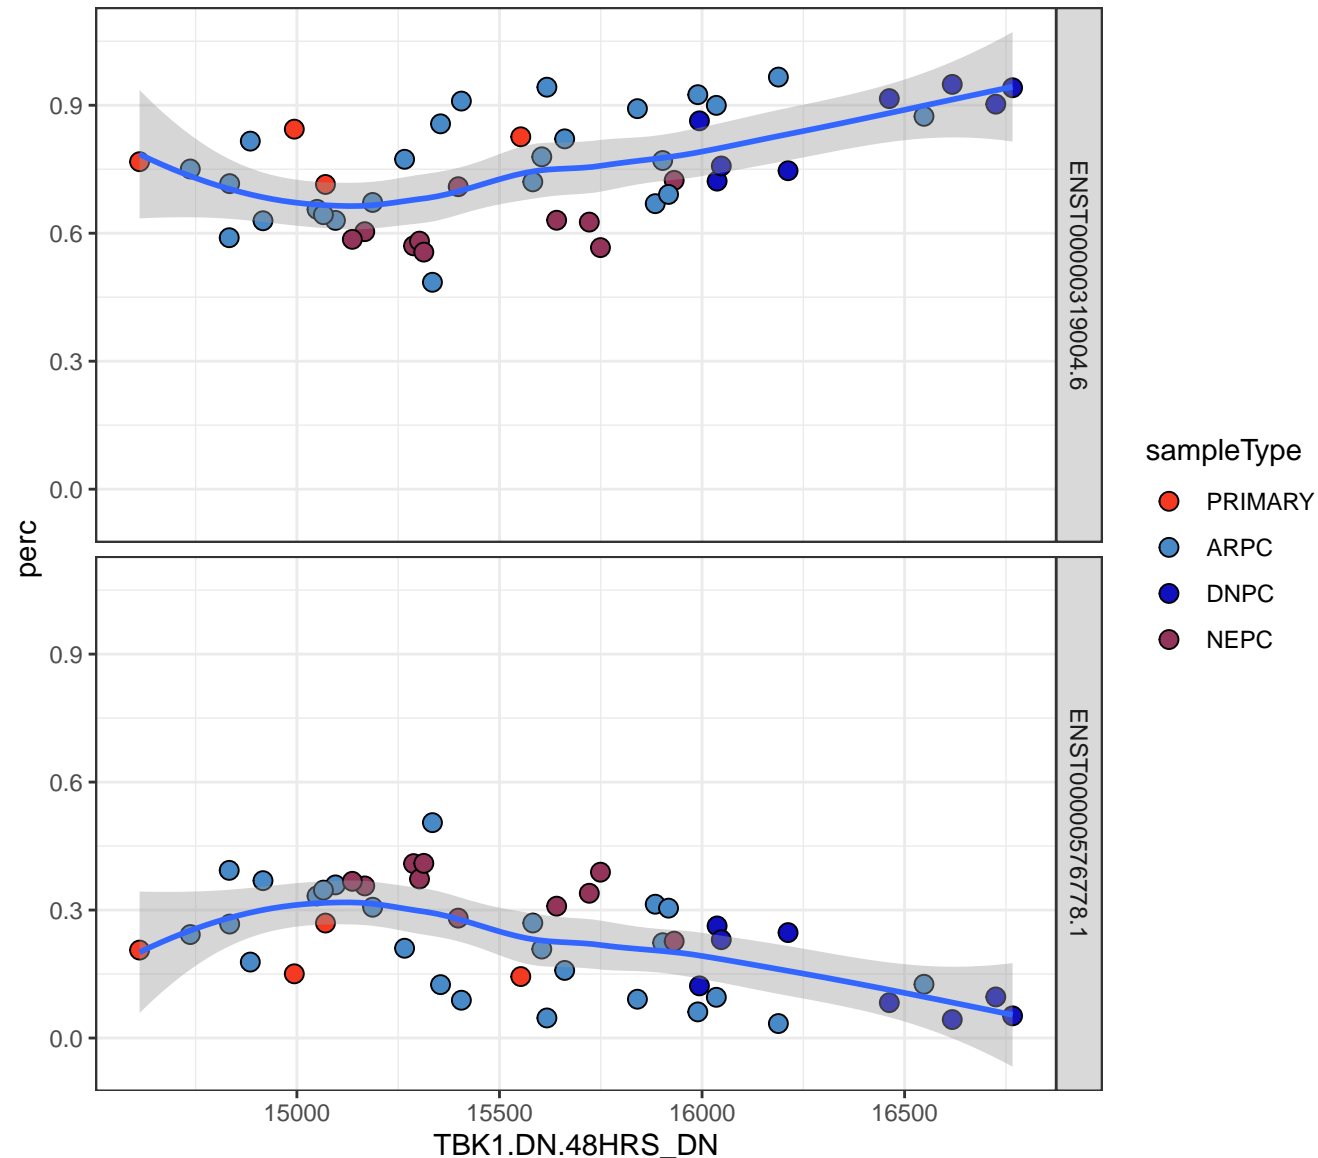 perc
0.9
0.6
0.3
0.0
ENST00000319004.6
0.9
0.6
0.3
0.0
ENST00000576778.1
15000
15500
16000
16500
TBK1.DN.48HRS_DN
sampleType
PRIMARY
ARPC
DNPC
NEPC